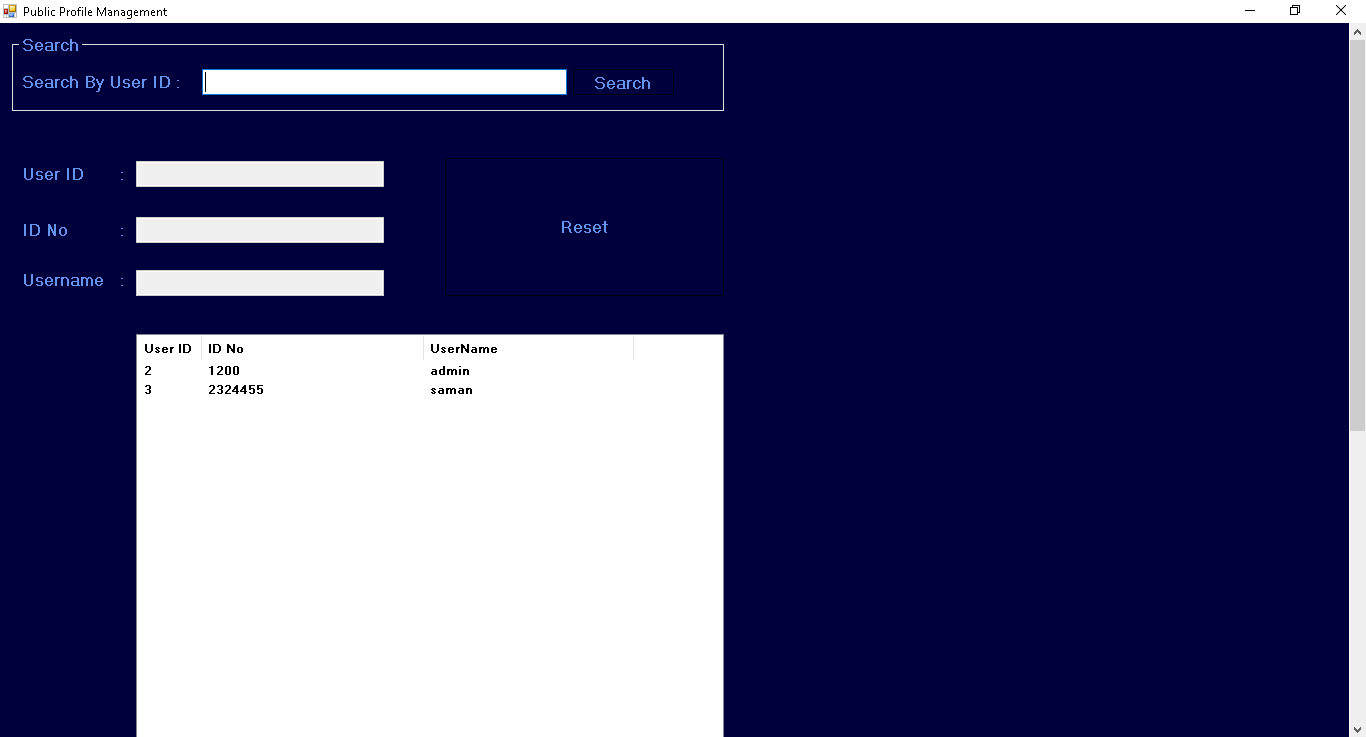 Public Profile Management
Search
Search By User ID : Search
User ID :
ID No :
Reset
Username :
User ID ID No UserName
2 1200 admin
3 2324455 saman